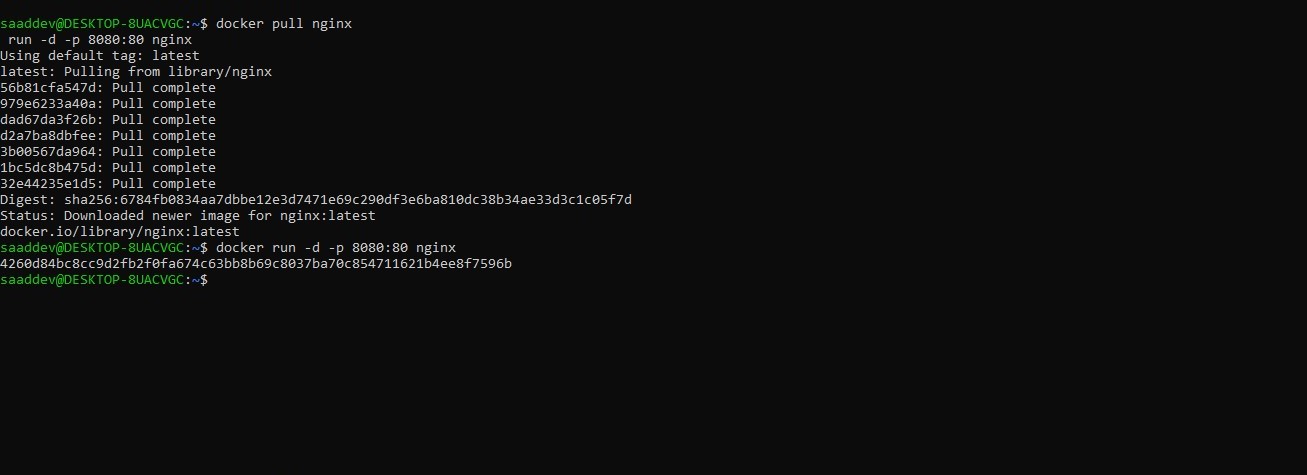 saaddev@DESKTOP-8UACVGC:~$ docker pull nginx
 run -d -p 8080:80 nginx
Using default tag: latest
latest: Pulling from library/nginx
56b81cfa547d: Pull complete
979e6233a40a: Pull complete
dad67da3f26b: Pull complete
d2a7ba8dbfee: Pull complete
3b00567da964: Pull complete
1bc5dc8b475d: Pull complete
32e44235e1d5: Pull complete
Digest: sha256:6784fb0834aa7dbbe12e3d7471e69c290df3e6ba810dc38b34ae33d3c1c05f7d
Status: Downloaded newer image for nginx:latest
docker.io/library/nginx:latest
saaddev@DESKTOP-8UACVGC:~$ docker run -d -p 8080:80 nginx
4260d84bc8cc9d2fb2f0fa674c63bb8b69c8037ba70c854711621b4ee8f7596b
saaddev@DESKTOP-8UACVGC:~$